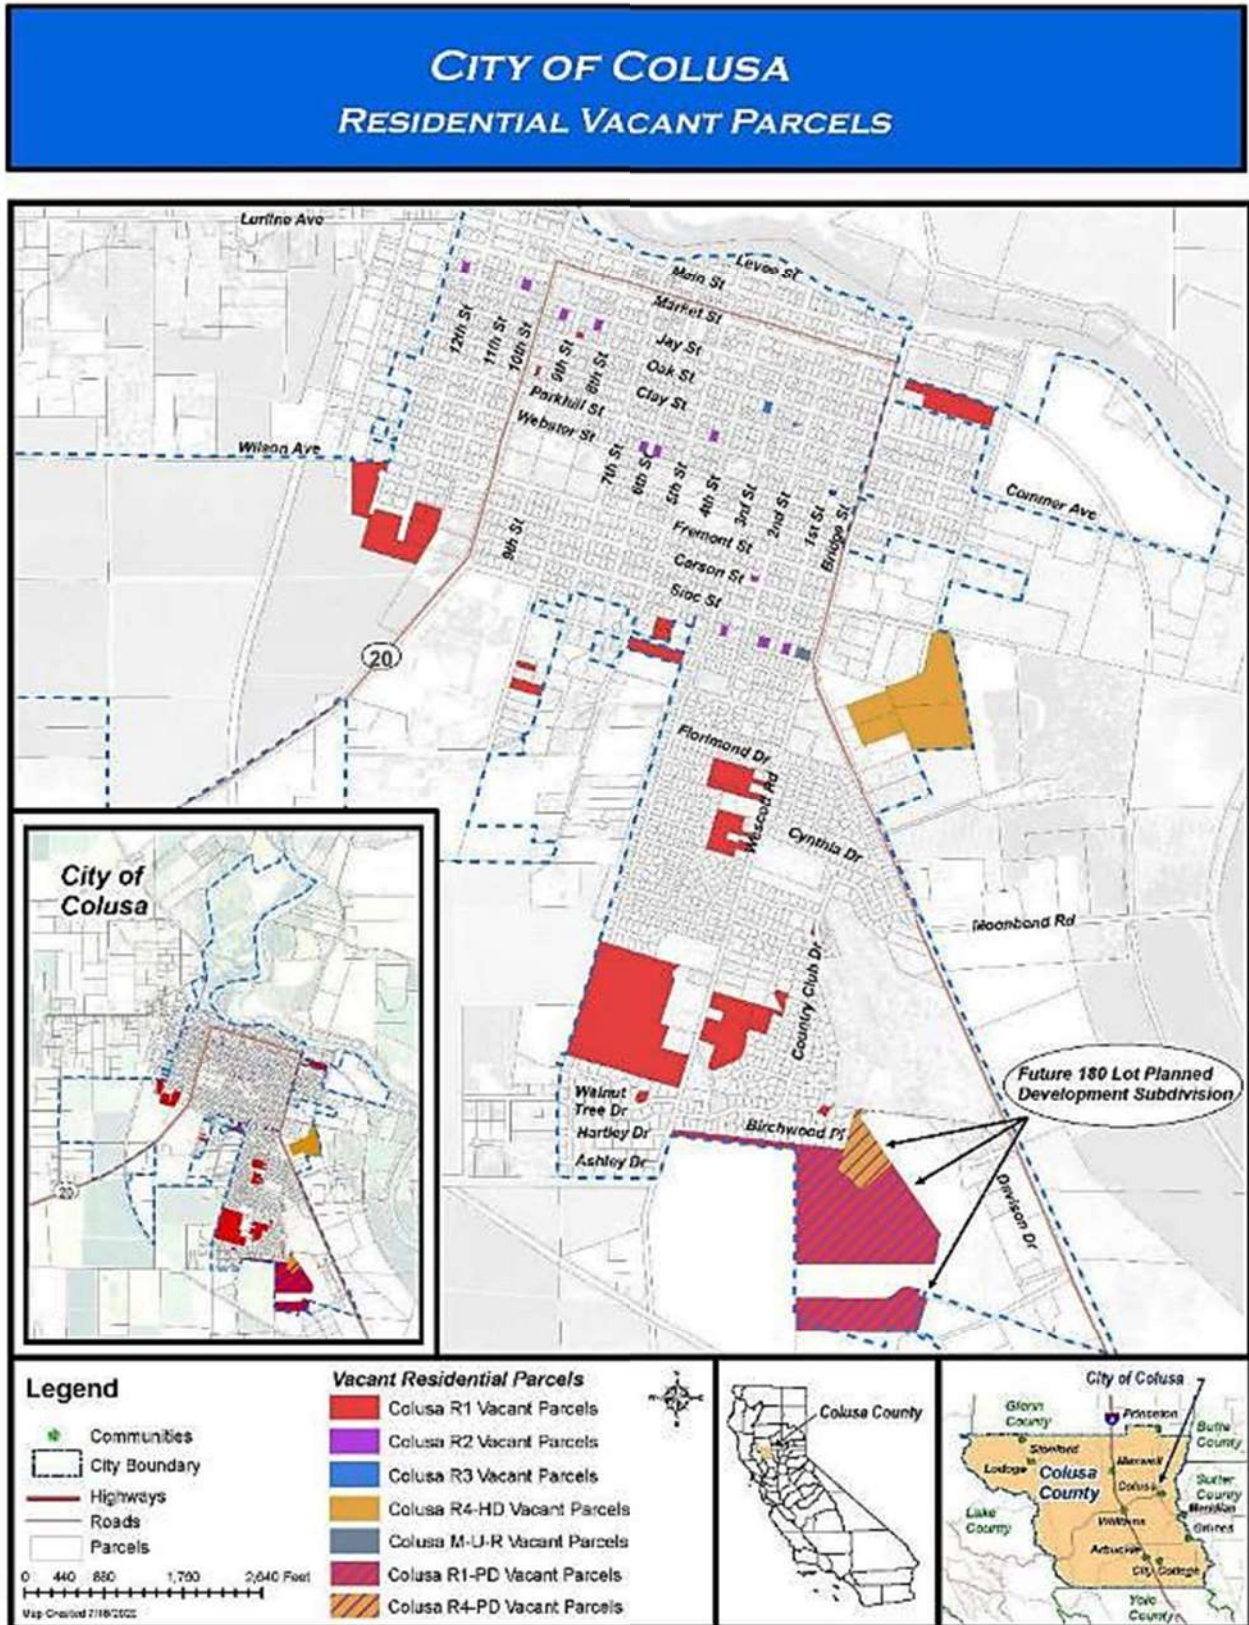 CITY OF COLUSA
RESIDENTIAL VACANT PARCELS
Lurline Ave
Levee St
Main St
Market St
12th St
11th St
10th St
9th St
8th St
Jay St
Oak St
Clay St
Parkhill St
Webster St
Wilson Ave
7th St
6th St
5th St
4th St
3rd St
2nd St
1st St
Bridge St
9th St
Fremont St
Carson St
Sioc St
20
Florimond Dr
Wescott Rd
Cynthia Dr
Moonbend Rd
Country Club Dr
Walnut
Tree Dr
Hartley Dr
Ashley Dr
Birchwood Pl
Davison Dr
Future 180 Lot Planned
Development Subdivision
City of
Colusa
20
Legend
Communities
City Boundary
Highways
Roads
Parcels
0 440 880 1,760 2,640 Feet
Vacant Residential Parcels
Colusa R1 Vacant Parcels
Colusa R2 Vacant Parcels
Colusa R3 Vacant Parcels
Colusa R4-HD Vacant Parcels
Colusa M-U-R Vacant Parcels
Colusa R1-PD Vacant Parcels
Colusa R4-PD Vacant Parcels
Colusa County
City of Colusa
Glenn
County
Princeton
Butte
County
Stonyford
Maxwell
Lodoga
Colusa
County
Colusa
Sutter
County
Meridian
Lake
County
Williams
Grimes
Arbuckle
College
City
Yolo
County